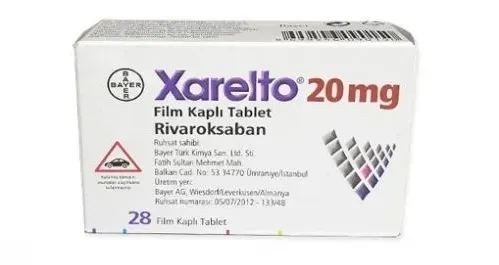 Xarelto® 20 mg
Film Kaplı Tablet
Rivaroksaban
Ruhsat sahibi:
Bayer Türk Kimya San. Ltd. Şti.
Fatih Sultan Mehmet Mah.
Balkan Cad. No: 53 34770 Ümraniye/İstanbul
Üretim yeri:
Bayer AG, Wiesdorf/Leverkusen/Almanya
Ruhsat numarası: 05/07/2012 - 133/48
28 Film Kaplı Tablet
BAYER
BAYER